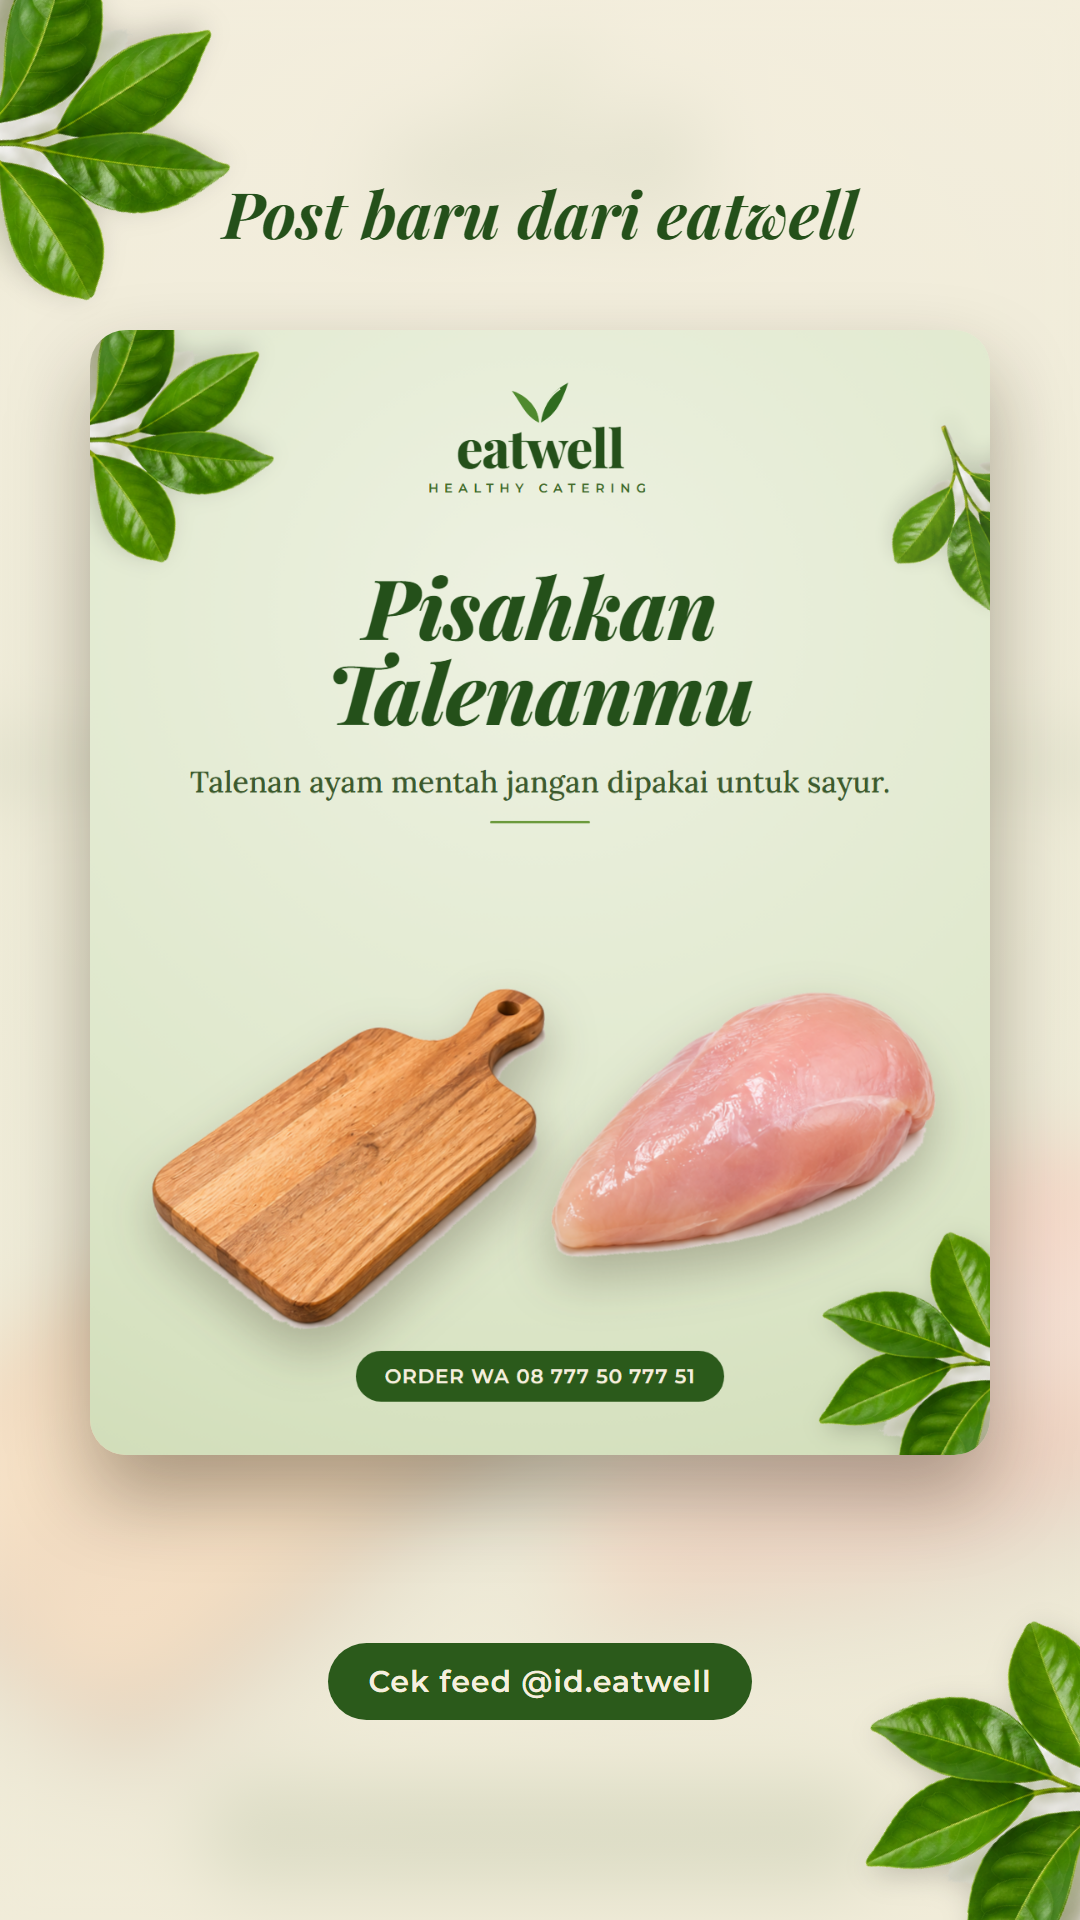 Post baru dari eatwell
eatwell
HEALTHY CATERING
Pisahkan
Talenanmu
Talenan ayam mentah jangan dipakai untuk sayur.
ORDER WA 08 777 50 777 51
Cek feed @id.eatwell